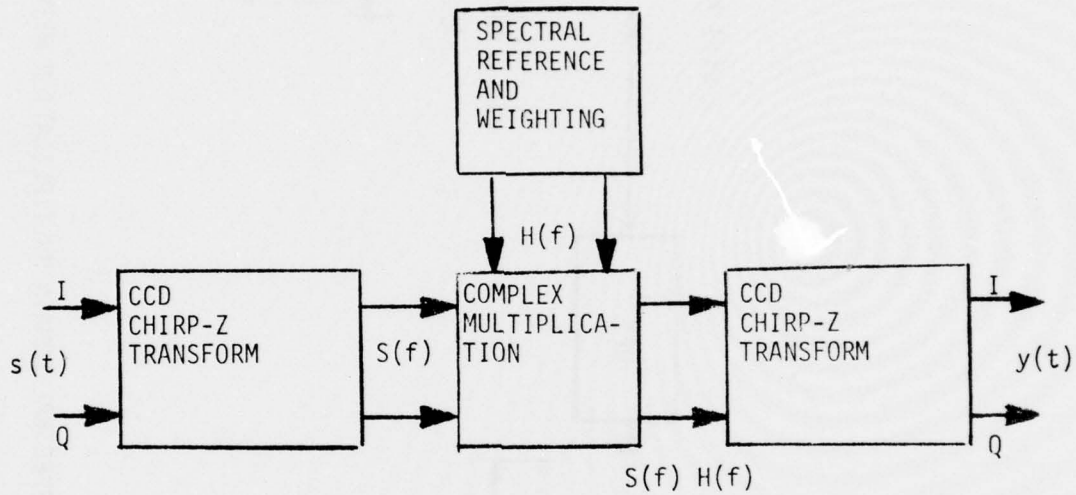 SPECTRAL
REFERENCE
AND
WEIGHTING
H(f)
I
s(t)
Q
CCD
CHIRP-Z
TRANSFORM
S(f)
COMPLEX
MULTIPLICA-
TION
S(f) H(f)
CCD
CHIRP-Z
TRANSFORM
I
y(t)
Q